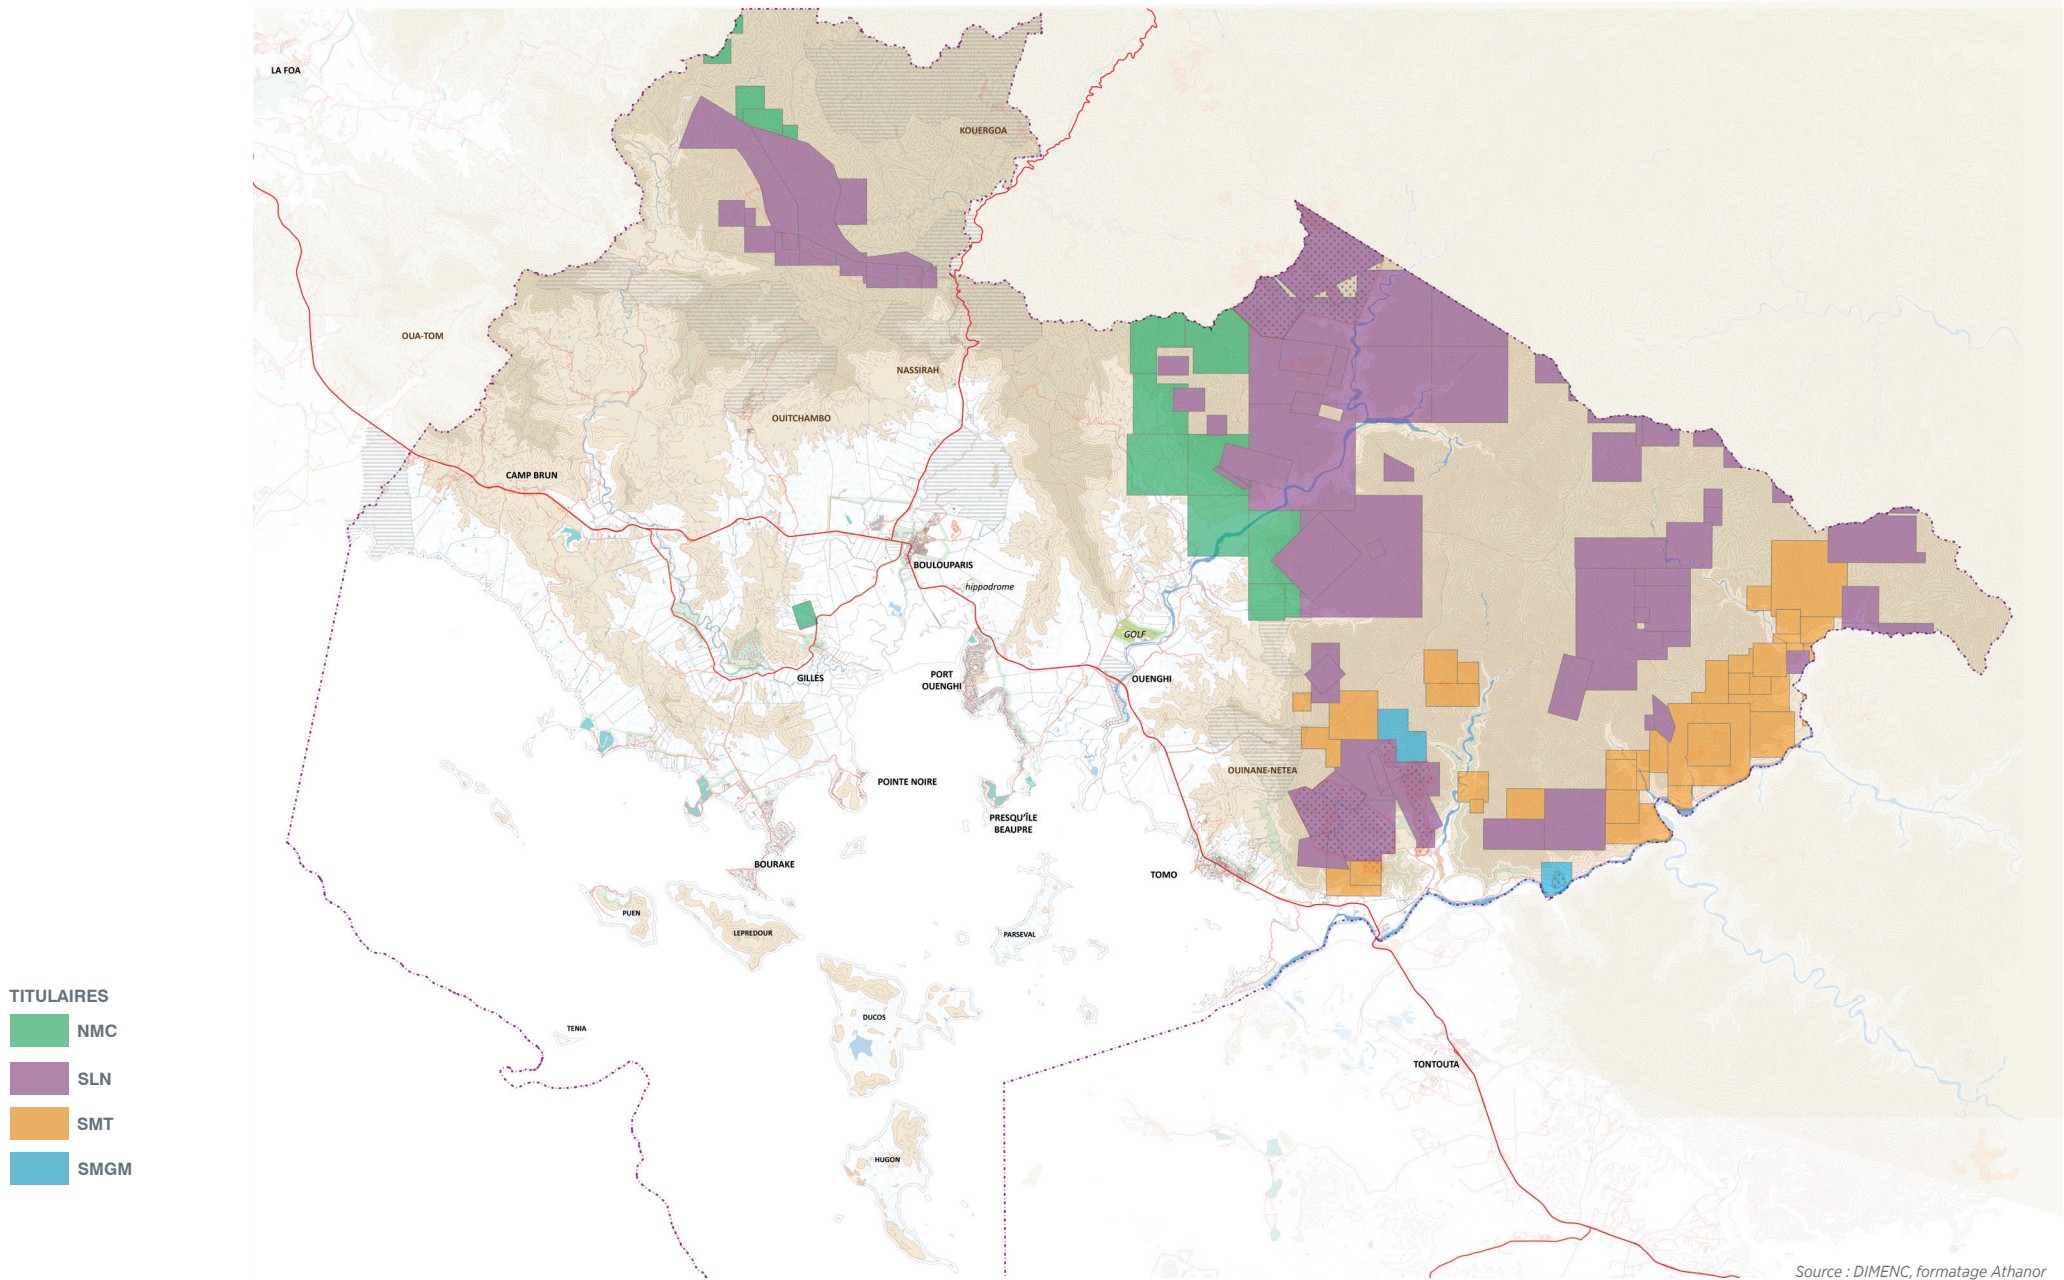 LA FOA
KOUERGOA
OUA-TOM
NASSIRAH
OUITCHAMBO
CAMP BRUN
BOULOUPARIS
hippodrome
GOLF
GILLES
PORT
OUENGHI
OUENGHI
OUINANE-NETEA
POINTE NOIRE
PRESQU'ÎLE
BEAUPRE
BOURAKE
TOMO
PUEN
LEPREDOUR
PARSEVAL
DUCOS
TENIA
TONTOUTA
HUGON
TITULAIRES
NMC
SLN
SMT
SMGM
Source : DIMENC, formatage Athanor